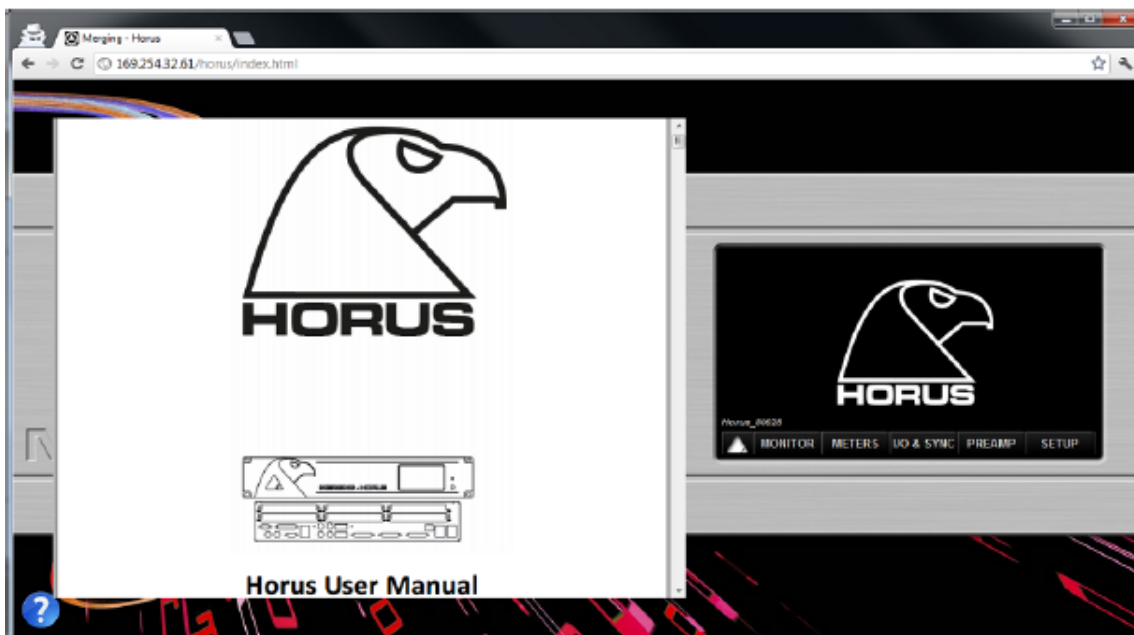 Merging - Horus
169.254.32.61/horus/index.html
HORUS
Horus User Manual
HORUS
Horus_80628
MONITOR METERS I/O & SYNC PREAMP SETUP
?